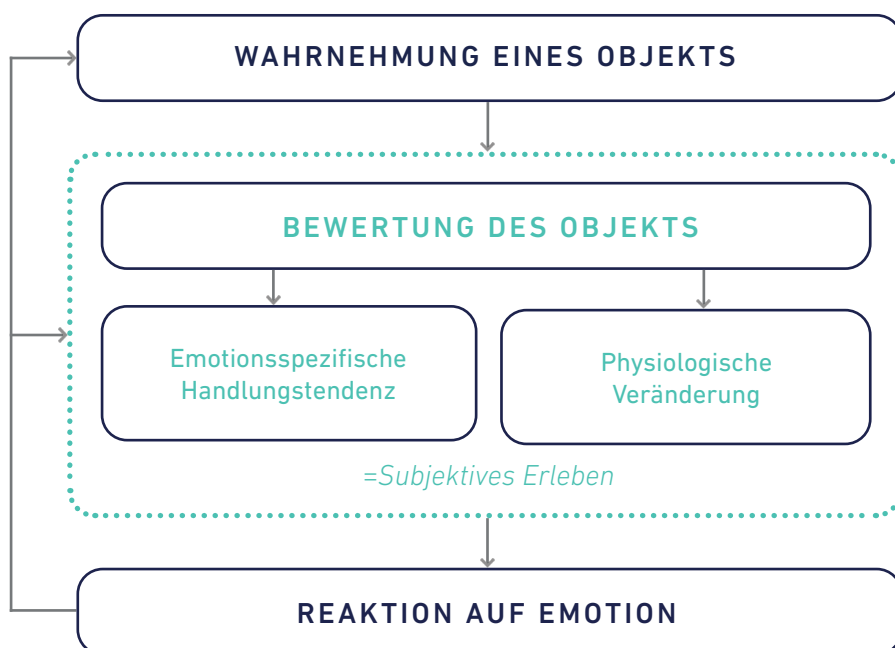 WAHRNEHMUNG EINES OBJEKTS
BEWERTUNG DES OBJEKTS
Emotionsspezifische
Handlungstendenz
Physiologische
Veränderung
=Subjektives Erleben
REAKTION AUF EMOTION